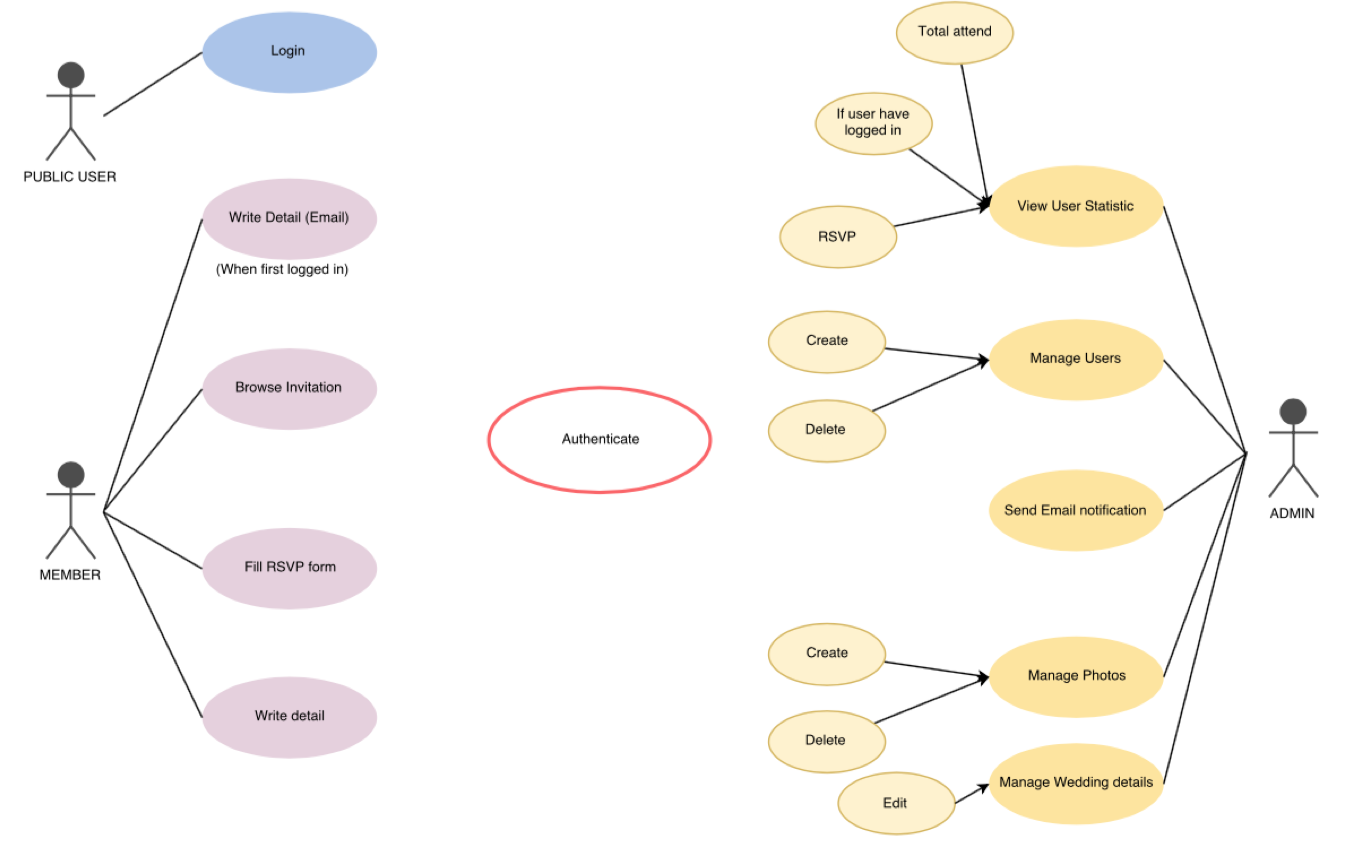 Login
PUBLIC USER
Write Detail (Email)
(When first logged in)
Browse Invitation
MEMBER
Fill RSVP form
Write detail
Authenticate
Total attend
If user have
logged in
RSVP
View User Statistic
Create
Delete
Manage Users
Send Email notification
ADMIN
Create
Delete
Manage Photos
Edit
Manage Wedding details